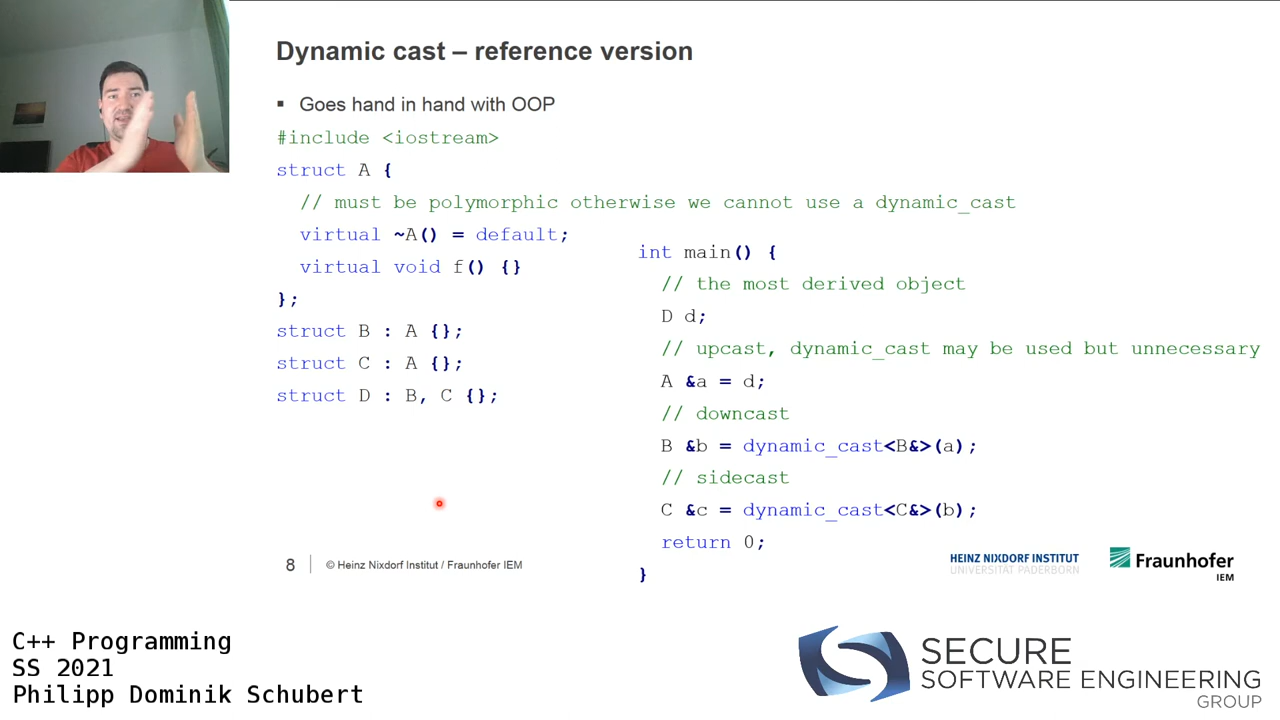 Dynamic cast – reference version
▪ Goes hand in hand with OOP
#include <iostream>
struct A {
// must be polymorphic otherwise we cannot use a dynamic_cast
virtual ~A() = default;
virtual void f() {}
};
struct B : A {};
struct C : A {};
struct D : B, C {};
int main() {
// the most derived object
D d;
// upcast, dynamic_cast may be used but unnecessary
A &a = d;
// downcast
B &b = dynamic_cast<B&>(a);
// sidecast
C &c = dynamic_cast<C&>(b);
return 0;
}
8 | © Heinz Nixdorf Institut / Fraunhofer IEM
HEINZ NIXDORF INSTITUT
UNIVERSITÄT PADERBORN
Fraunhofer
IEM
C++ Programming
SS 2021
Philipp Dominik Schubert
SECURE
SOFTWARE ENGINEERING
GROUP